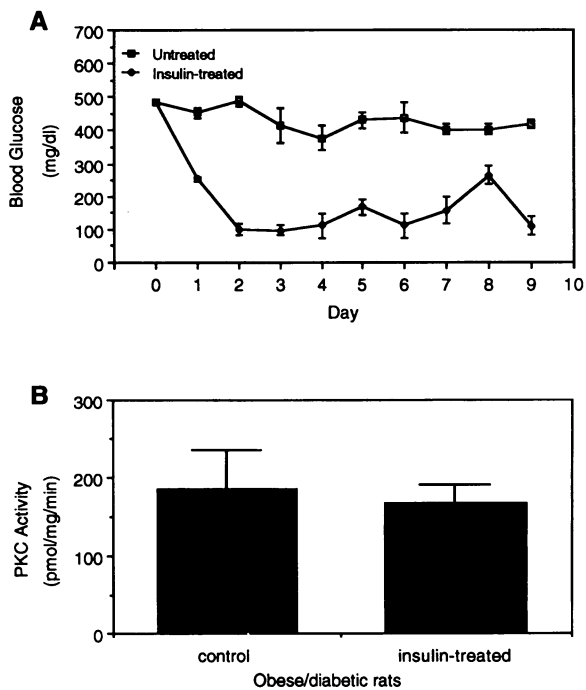 A
700
600
500
400
300
200
100
0
Blood Glucose
(mg/dl)
Untreated
Insulin-treated
0 1 2 3 4 5 6 7 8 9 10
Day
B
300
200
100
0
PKC Activity
(pmol/mg/min)
control insulin-treated
Obese/diabetic rats